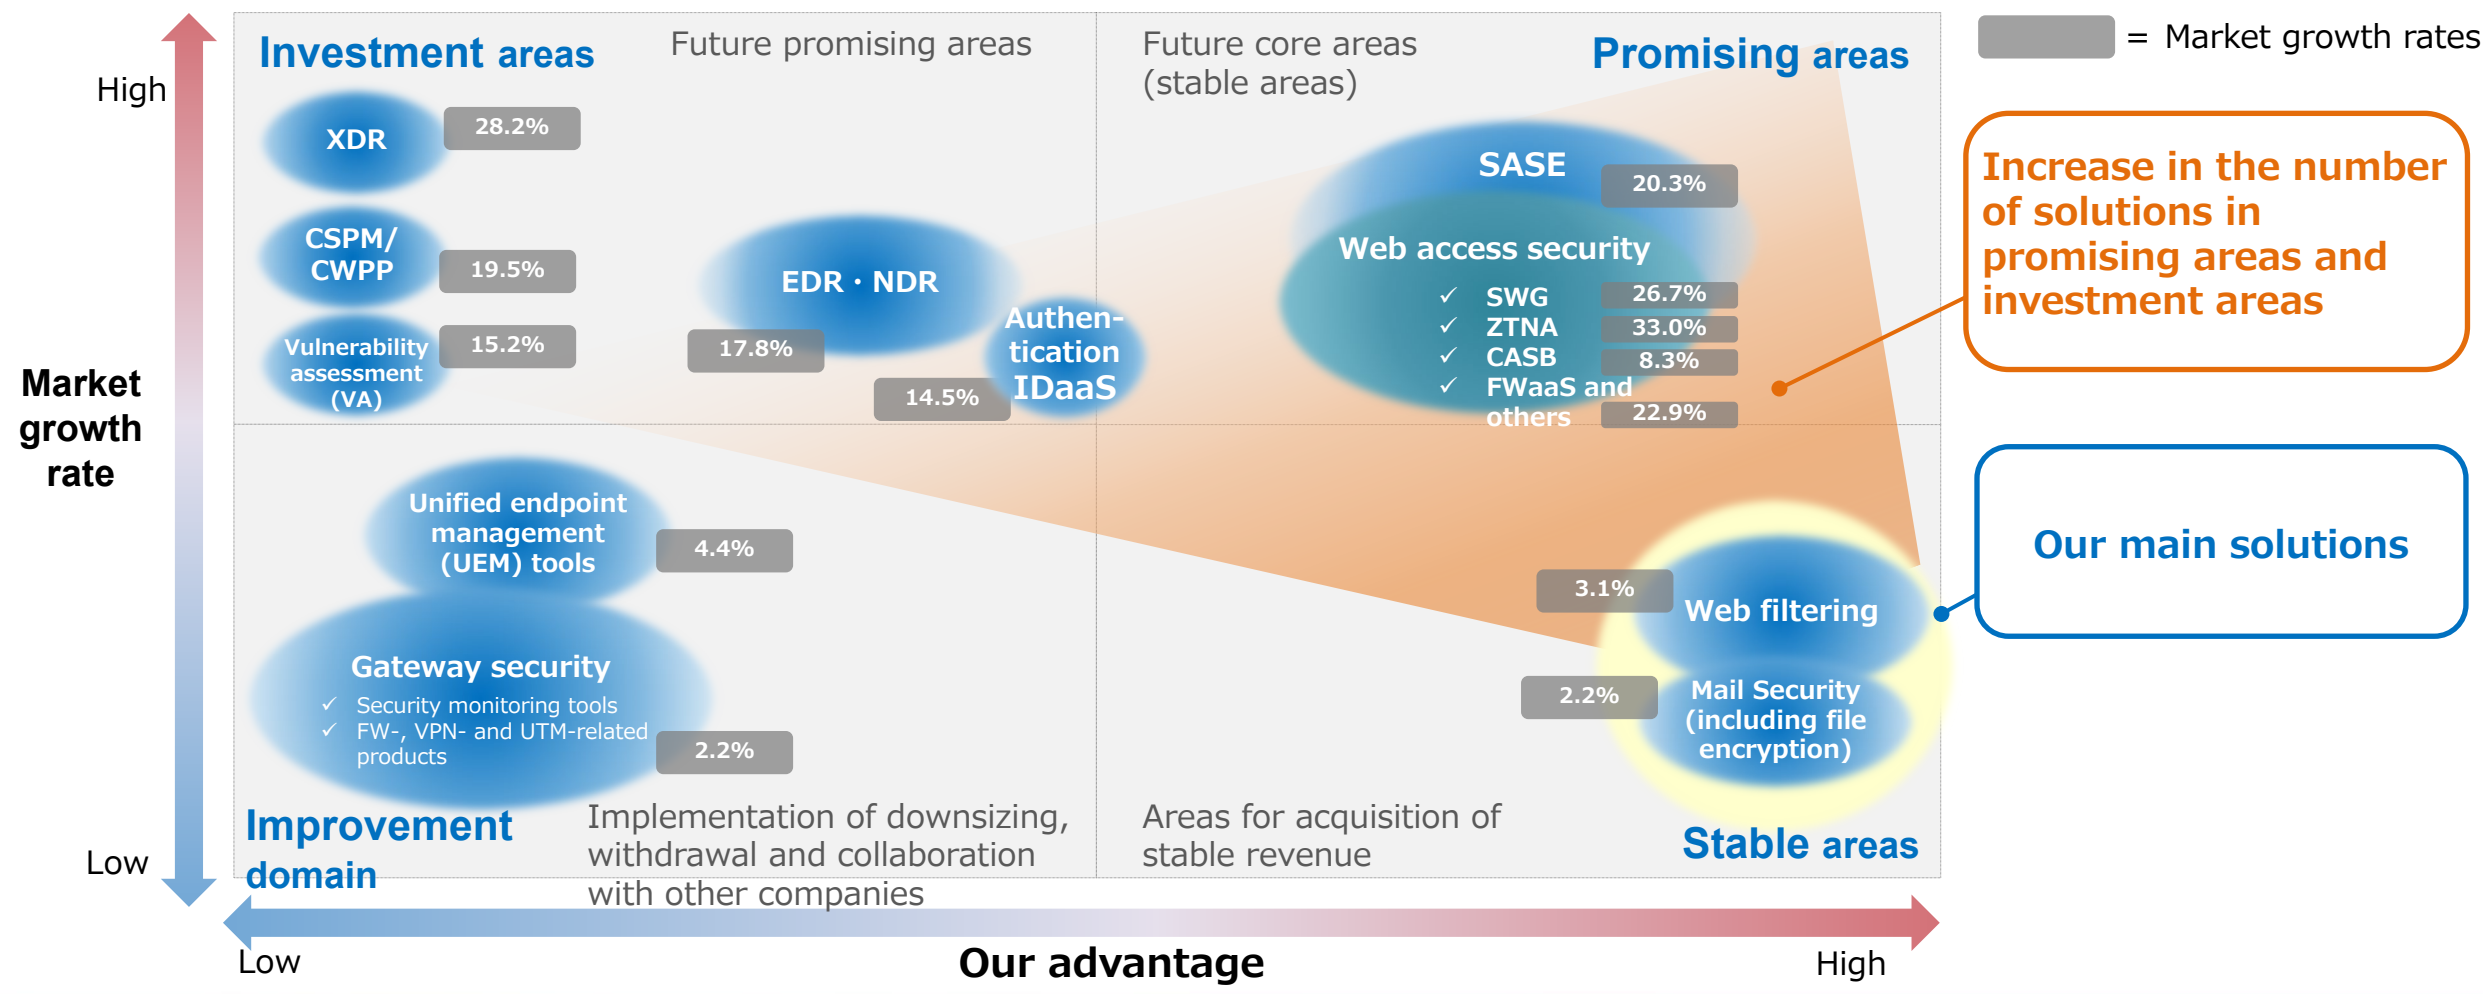 Investment areas
Future promising areas
Future core areas
(stable areas)
Promising areas
= Market growth rates
High
XDR
28.2%
CSPM/
CWPP
19.5%
Vulnerability
assessment
(VA)
15.2%
EDR・NDR
17.8%
Authen-
tication
IDaaS
14.5%
SASE
20.3%
Web access security
✓ SWG 26.7%
✓ ZTNA 33.0%
✓ CASB 8.3%
✓ FWaaS and
others 22.9%
Increase in the number
of solutions in
promising areas and
investment areas
Market
growth
rate
Unified endpoint
management
(UEM) tools
4.4%
Gateway security
✓ Security monitoring tools
✓ FW-, VPN- and UTM-related
products
2.2%
3.1%
Web filtering
2.2%
Mail Security
(including file
encryption)
Our main solutions
Improvement
domain
Implementation of downsizing,
withdrawal and collaboration
with other companies
Areas for acquisition of
stable revenue
Stable areas
Low
Low
Our advantage
High